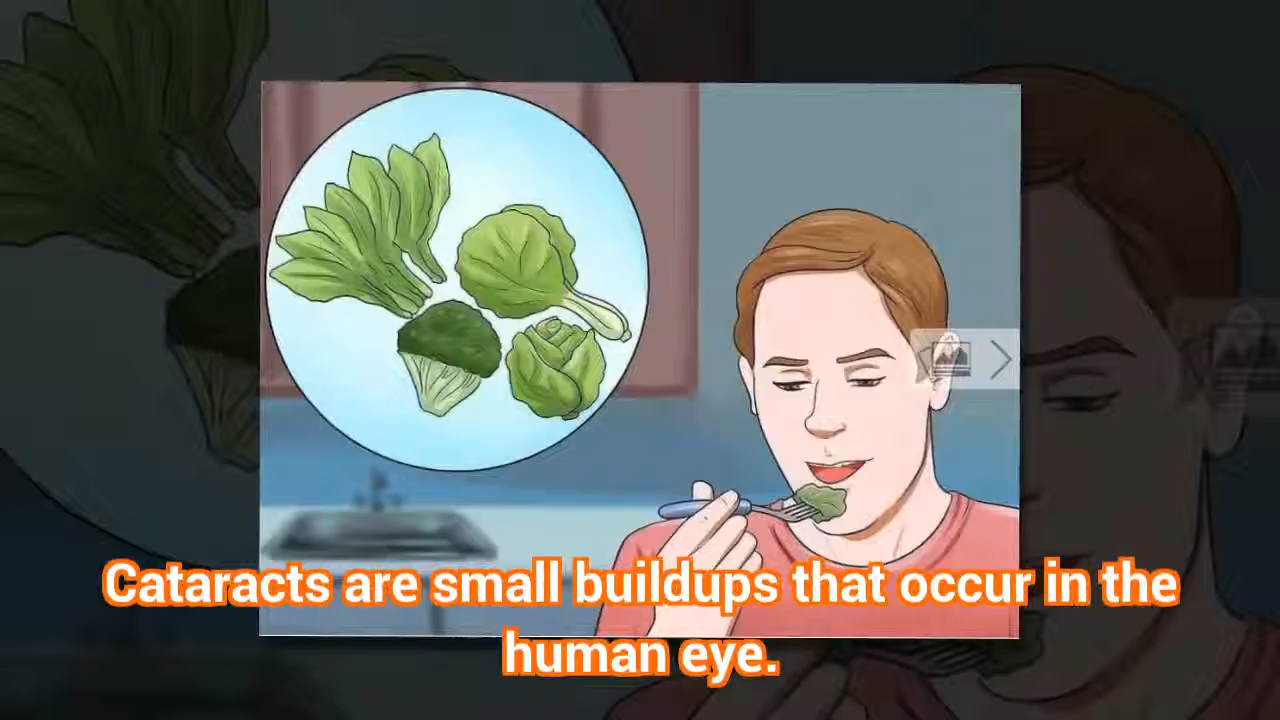 Cataracts are small buildups that occur in the
human eye.